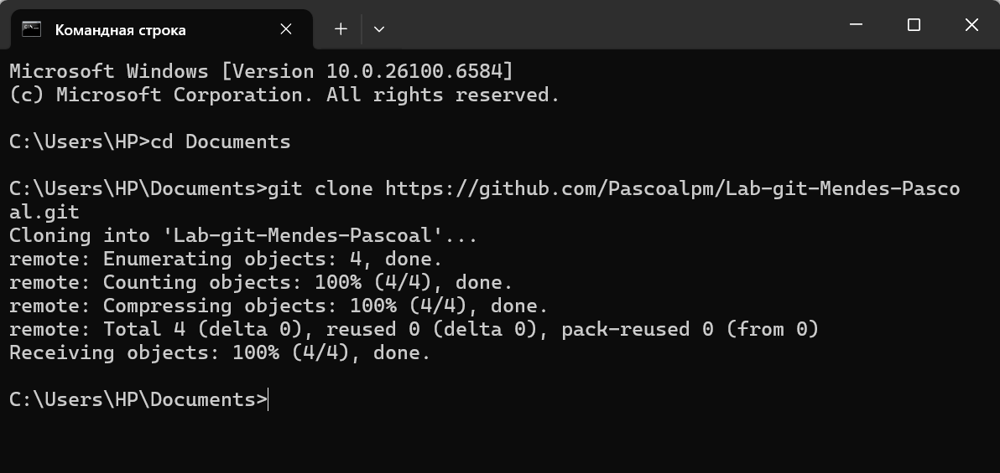 Командная строка
Microsoft Windows [Version 10.0.26100.6584]
(c) Microsoft Corporation. All rights reserved.
C:\Users\HP>cd Documents
C:\Users\HP\Documents>git clone https://github.com/Pascoalpm/Lab-git-Mendes-Pasco
al.git
Cloning into 'Lab-git-Mendes-Pascoal'...
remote: Enumerating objects: 4, done.
remote: Counting objects: 100% (4/4), done.
remote: Compressing objects: 100% (4/4), done.
remote: Total 4 (delta 0), reused 0 (delta 0), pack-reused 0 (from 0)
Receiving objects: 100% (4/4), done.
C:\Users\HP\Documents>